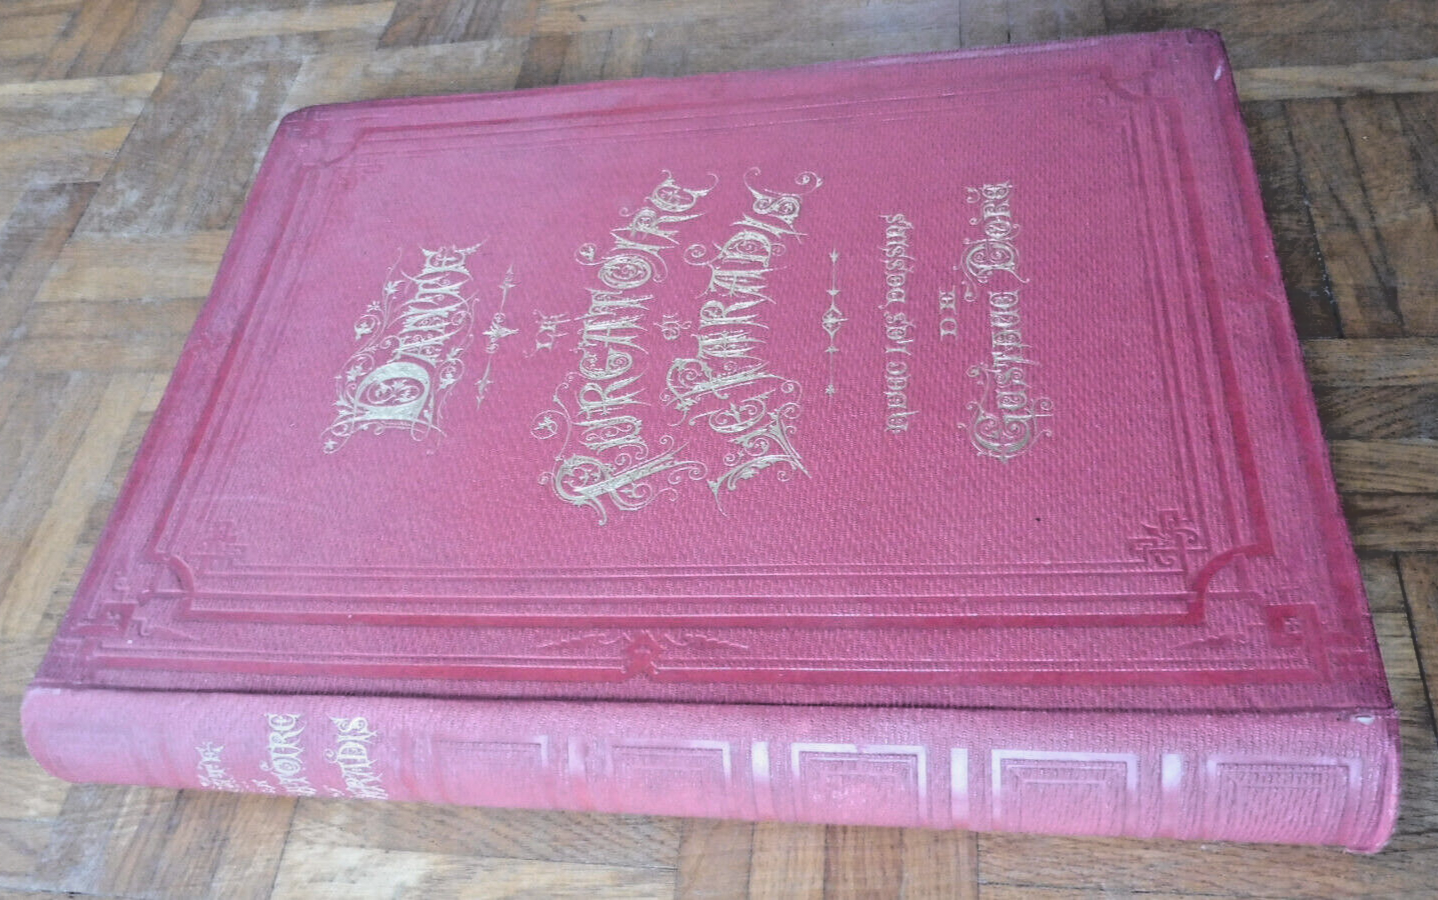 DANTE
LE
PURGATOIRE
et
LE PARADIS
AVEC LES DESSINS
DE
GUSTAVE DORÉ